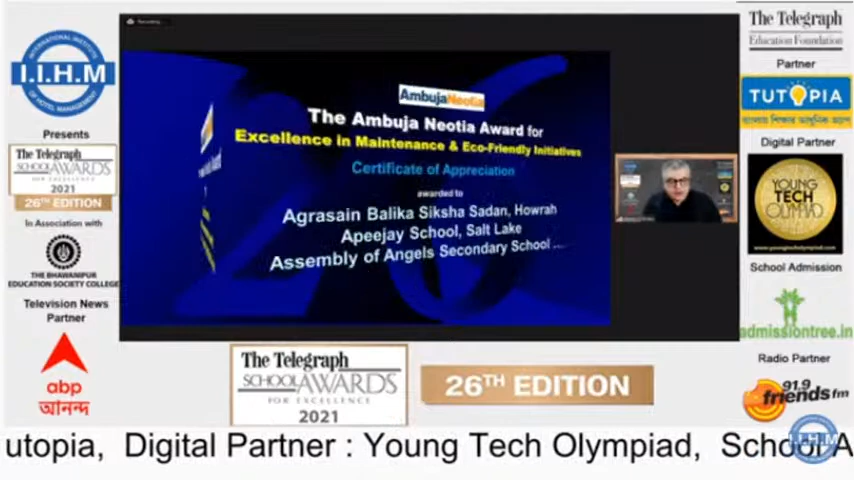 INTERNATIONAL INSTITUTE
I.I.H.M
OF HOTEL MANAGEMENT
Presents
The Telegraph
SCHOOL AWARDS
FOR EXCELLENCE
2021
26TH EDITION
In Association with
THE BHAWANIPUR
EDUCATION SOCIETY COLLEGE
Television News
Partner
abp
আনন্দ
Recording
AmbujaNeotia
The Ambuja Neotia Award for
Excellence in Maintenance & Eco-Friendly Initiatives
Certificate of Appreciation
awarded to
Agrasain Balika Siksha Sadan, Howrah
Apeejay School, Salt Lake
Assembly of Angels Secondary School ...
The Telegraph
SCHOOL AWARDS
FOR EXCELLENCE
2021
26TH EDITION
The Telegraph
Education Foundation
Partner
TUTOPIA
বাংলায় শিক্ষার আধুনিক অ্যাপ
Digital Partner
YOUNG
TECH
OLYMPIAD
www.youngtecholympiad.com
School Admission
admissiontree.in
Radio Partner
91.9
friends fm
utopia, Digital Partner : Young Tech Olympiad, School A
I.I.H.M